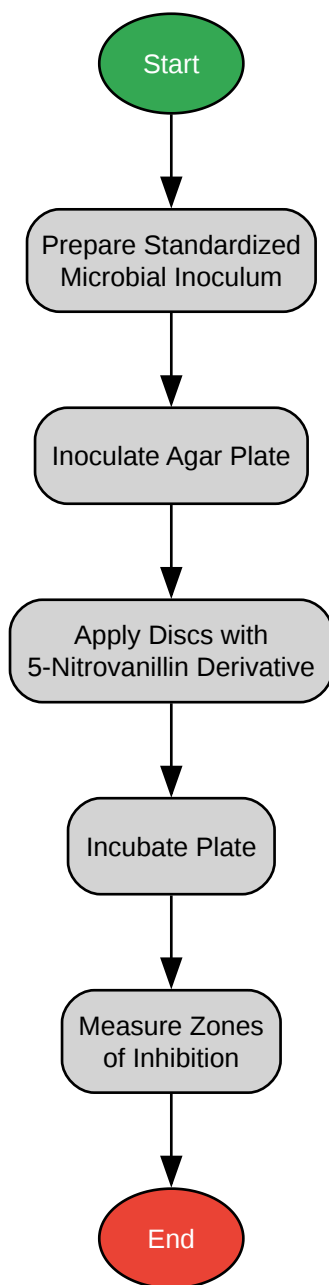 Start
Prepare Standardized
Microbial Inoculum
Inoculate Agar Plate
Apply Discs with
5-Nitrovanillin Derivative
Incubate Plate
Measure Zones
of Inhibition
End